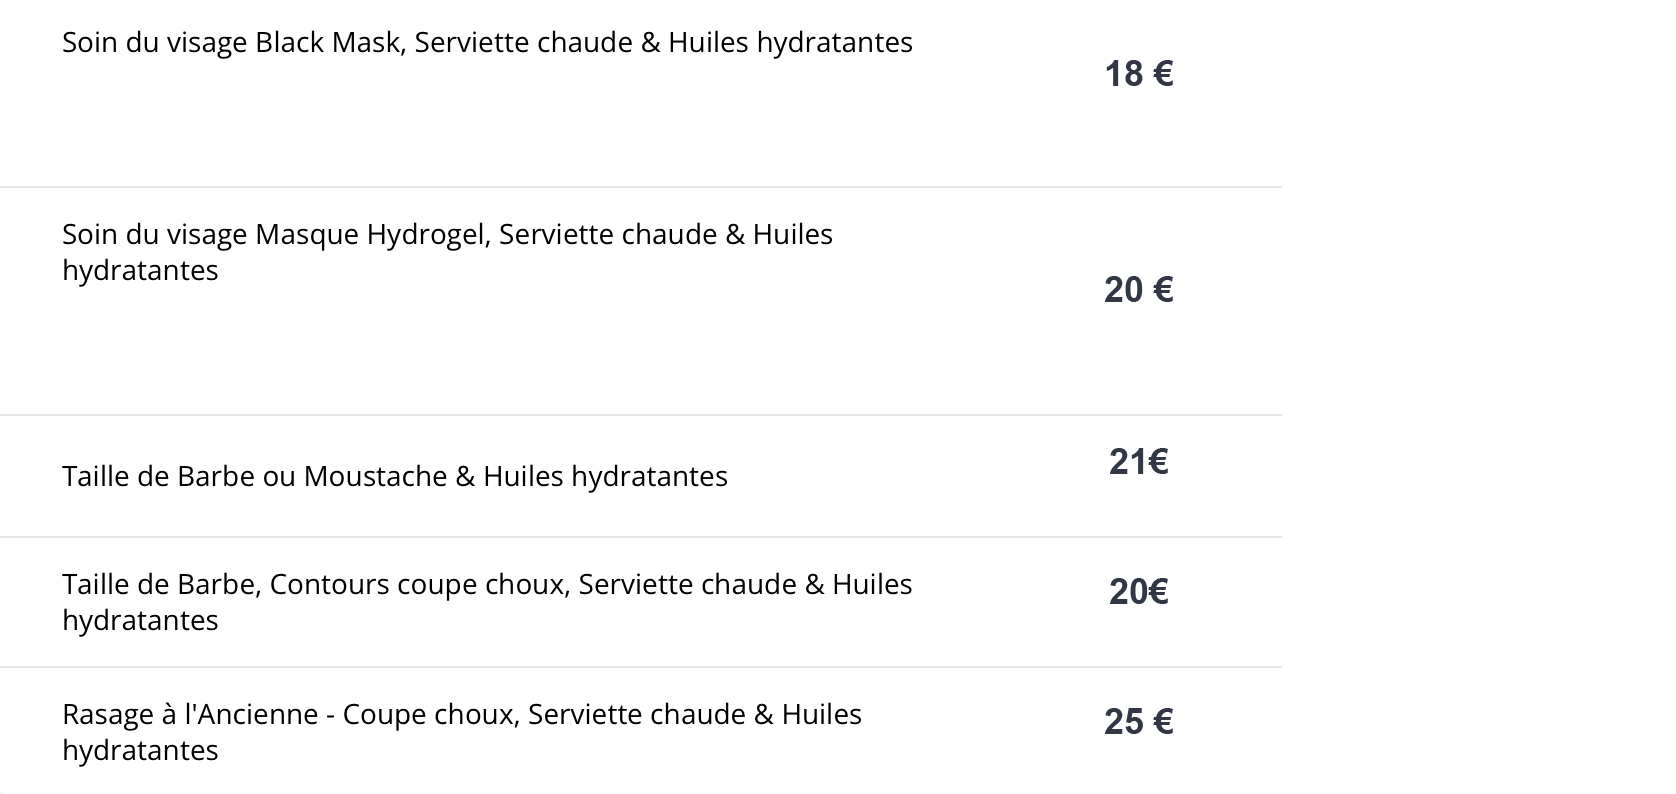 Soin du visage Black Mask, Serviette chaude & Huiles hydratantes
18 €
Soin du visage Masque Hydrogel, Serviette chaude & Huiles
hydratantes
20 €
Taille de Barbe ou Moustache & Huiles hydratantes
21€
Taille de Barbe, Contours coupe choux, Serviette chaude & Huiles
hydratantes
20€
Rasage à l'Ancienne - Coupe choux, Serviette chaude & Huiles
hydratantes
25 €